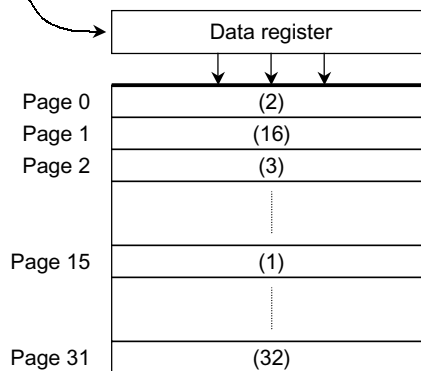 Data register
Page 0 (2)
Page 1 (16)
Page 2 (3)
Page 15 (1)
Page 31 (32)